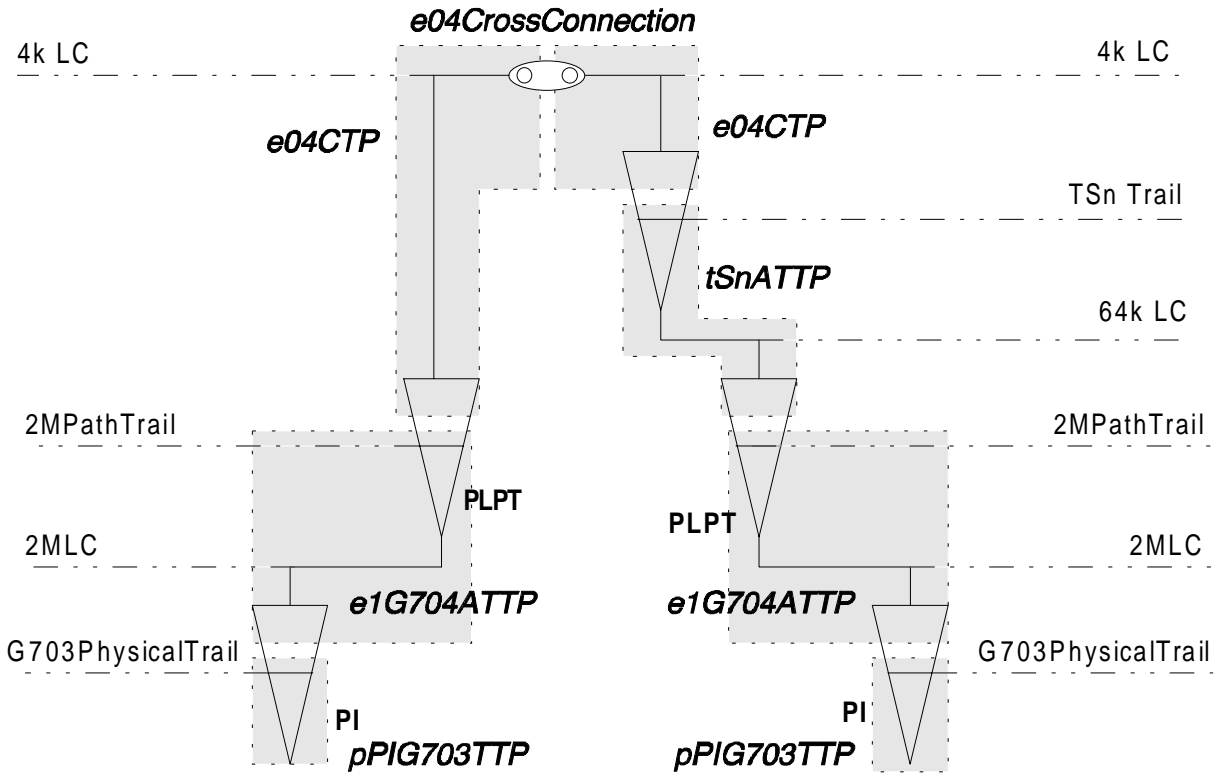 e04CrossConnection
4k LC
4k LC
e04CTP
e04CTP
TSn Trail
tSnATTP
64k LC
2MPathTrail
2MPathTrail
PLPT
PLPT
2MLC
2MLC
e1G704ATTP
e1G704ATTP
G703PhysicalTrail
G703PhysicalTrail
PI
PI
pPIG703TTP
pPIG703TTP